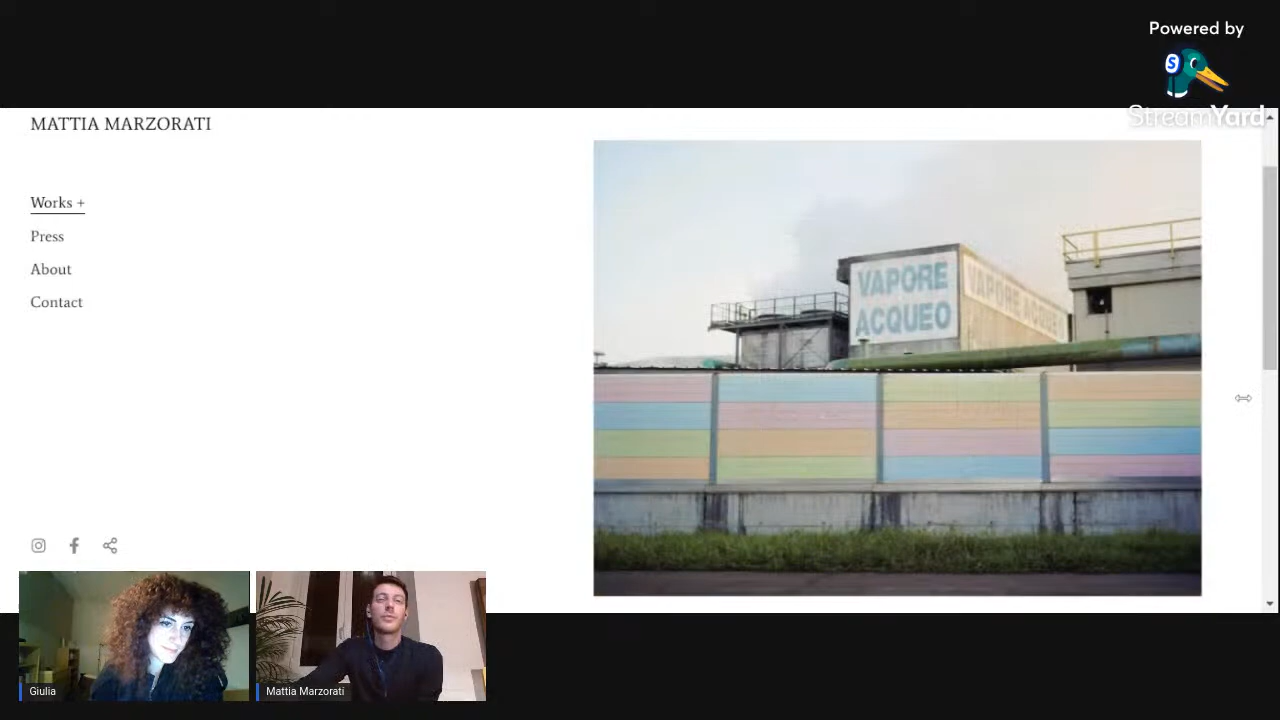 Powered by
S
StreamYard
MATTIA MARZORATI
Works +
Press
About
Contact
VAPORE
ACQUEO
VAPORE ACQUEO
Giulia
Mattia Marzorati